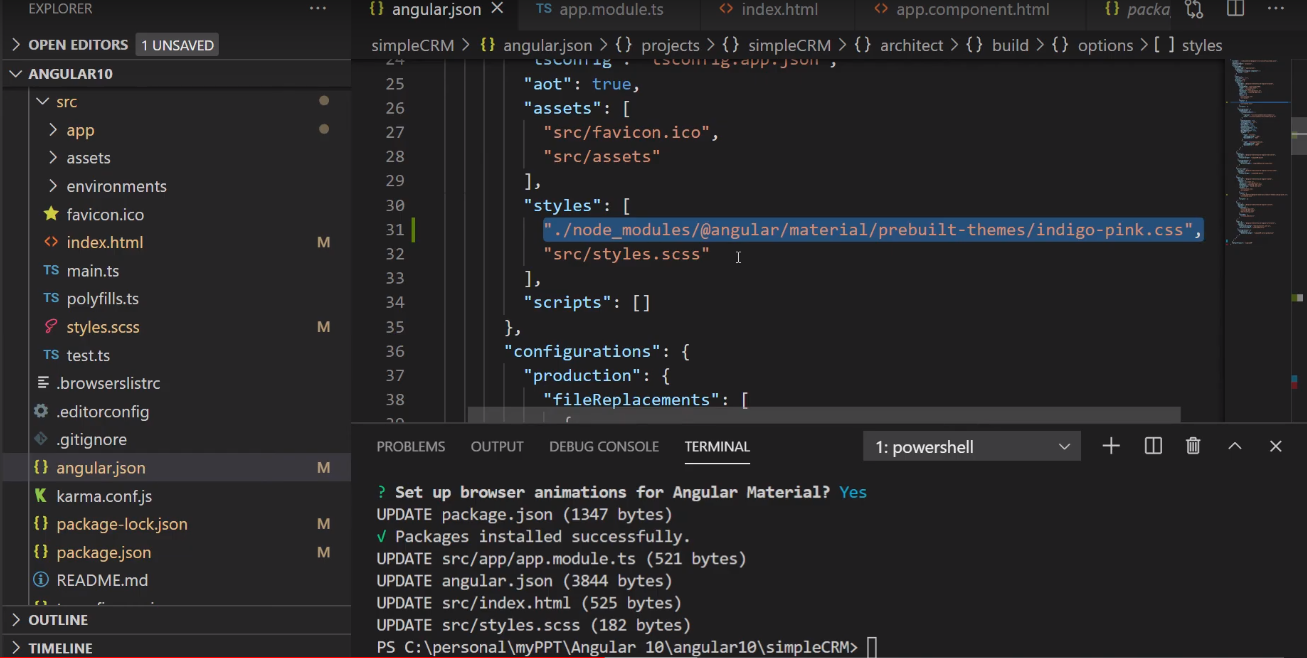 EXPLORER ···
OPEN EDITORS 1 UNSAVED
ANGULAR10
src
app
assets
environments
favicon.ico
index.html M
main.ts
polyfills.ts
styles.scss M
test.ts
.browserslistrc
.editorconfig
.gitignore
angular.json M
karma.conf.js
package-lock.json M
package.json M
README.md
OUTLINE
TIMELINE
{} angular.json × TS app.module.ts <> index.html <> app.component.html {} packa ···
simpleCRM > {} angular.json > {} projects > {} simpleCRM > {} architect > {} build > {} options > [ ] styles
24 "tsConfig": "tsconfig.app.json",
25 "aot": true,
26 "assets": [
27 "src/favicon.ico",
28 "src/assets"
29 ],
30 "styles": [
31 "./node_modules/@angular/material/prebuilt-themes/indigo-pink.css",
32 "src/styles.scss"
33 ],
34 "scripts": []
35 },
36 "configurations": {
37 "production": {
38 "fileReplacements": [
39 {
PROBLEMS OUTPUT DEBUG CONSOLE TERMINAL 1: powershell
? Set up browser animations for Angular Material? Yes
UPDATE package.json (1347 bytes)
√ Packages installed successfully.
UPDATE src/app/app.module.ts (521 bytes)
UPDATE angular.json (3844 bytes)
UPDATE src/index.html (525 bytes)
UPDATE src/styles.scss (182 bytes)
PS C:\personal\myPPT\Angular 10\angular10\simpleCRM>